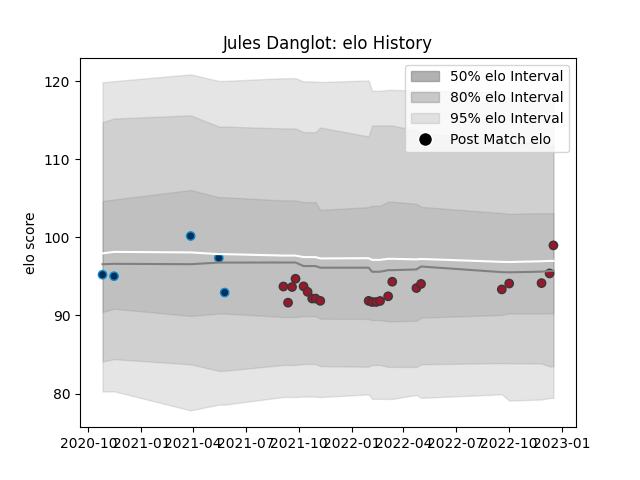 Jules Danglot: elo History
50% elo Interval
80% elo Interval
95% elo Interval
Post Match elo
elo score
120
110
100
90
80
2020-10 2021-01 2021-04 2021-07 2021-10 2022-01 2022-04 2022-07 2022-10 2023-01